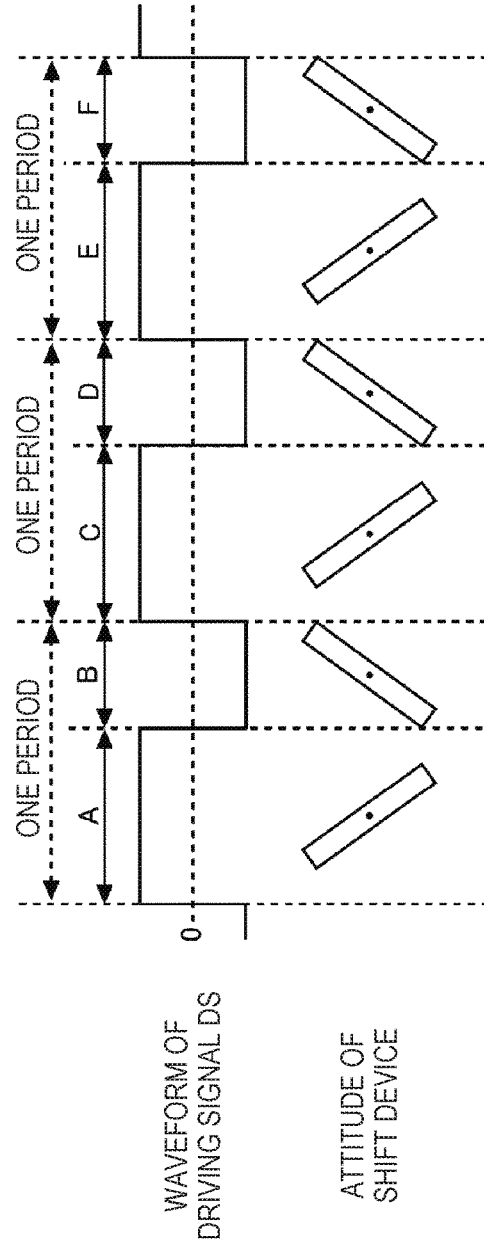 ONE PERIOD
ONE PERIOD
ONE PERIOD
A
B
C
D
E
F
0
WAVEFORM OF
DRIVING SIGNAL DS
ATTITUDE OF
SHIFT DEVICE